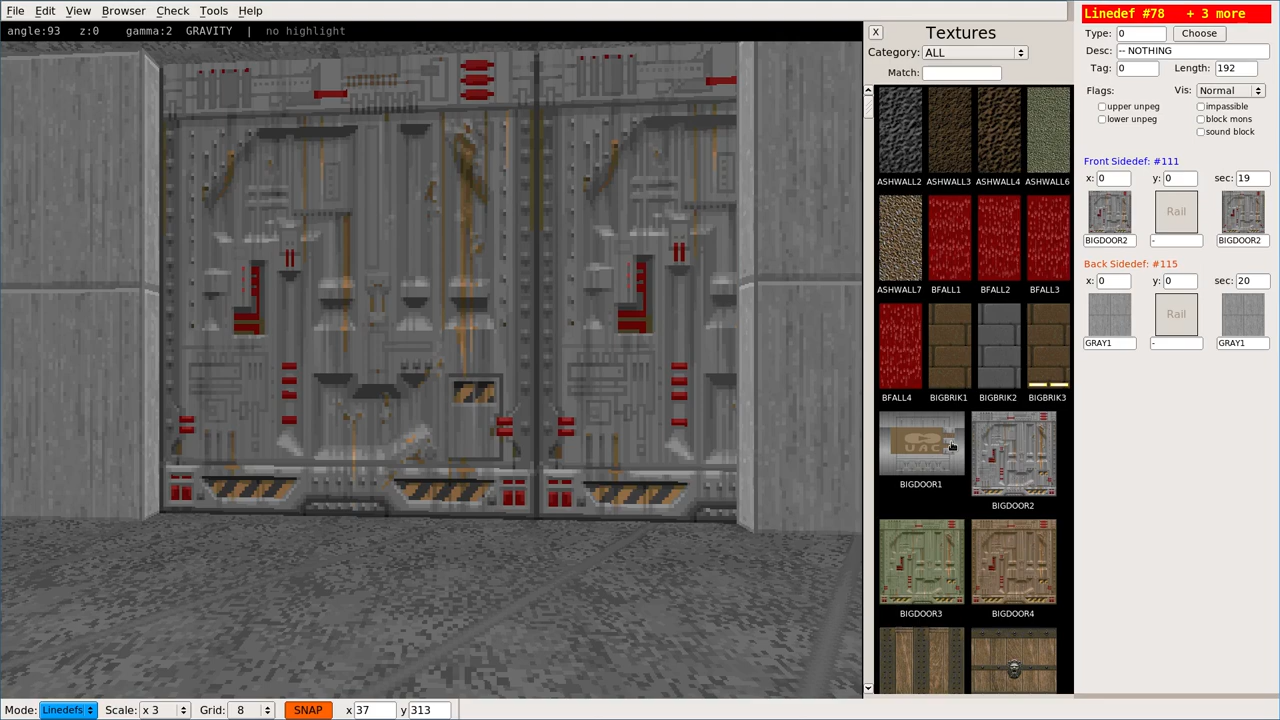 File Edit View Browser Check Tools Help
angle:93 z:0 gamma:2 GRAVITY | no highlight
X Textures
Category: ALL
Match:
ASHWALL2 ASHWALL3 ASHWALL4 ASHWALL6
ASHWALL7 BFALL1 BFALL2 BFALL3
BFALL4 BIGBRIK1 BIGBRIK2 BIGBRIK3
UAC
BIGDOOR1 BIGDOOR2
BIGDOOR3 BIGDOOR4
Linedef #78 + 3 more
Type: 0 Choose
Desc: -- NOTHING
Tag: 0 Length: 192
Flags: Vis: Normal
upper unpeg impassible
lower unpeg block mons
sound block
Front Sidedef: #111
x: 0 y: 0 sec: 19
Rail
BIGDOOR2 - BIGDOOR2
Back Sidedef: #115
x: 0 y: 0 sec: 20
Rail
GRAY1 - GRAY1
Mode: Linedefs Scale: x 3 Grid: 8 SNAP x 37 y 313